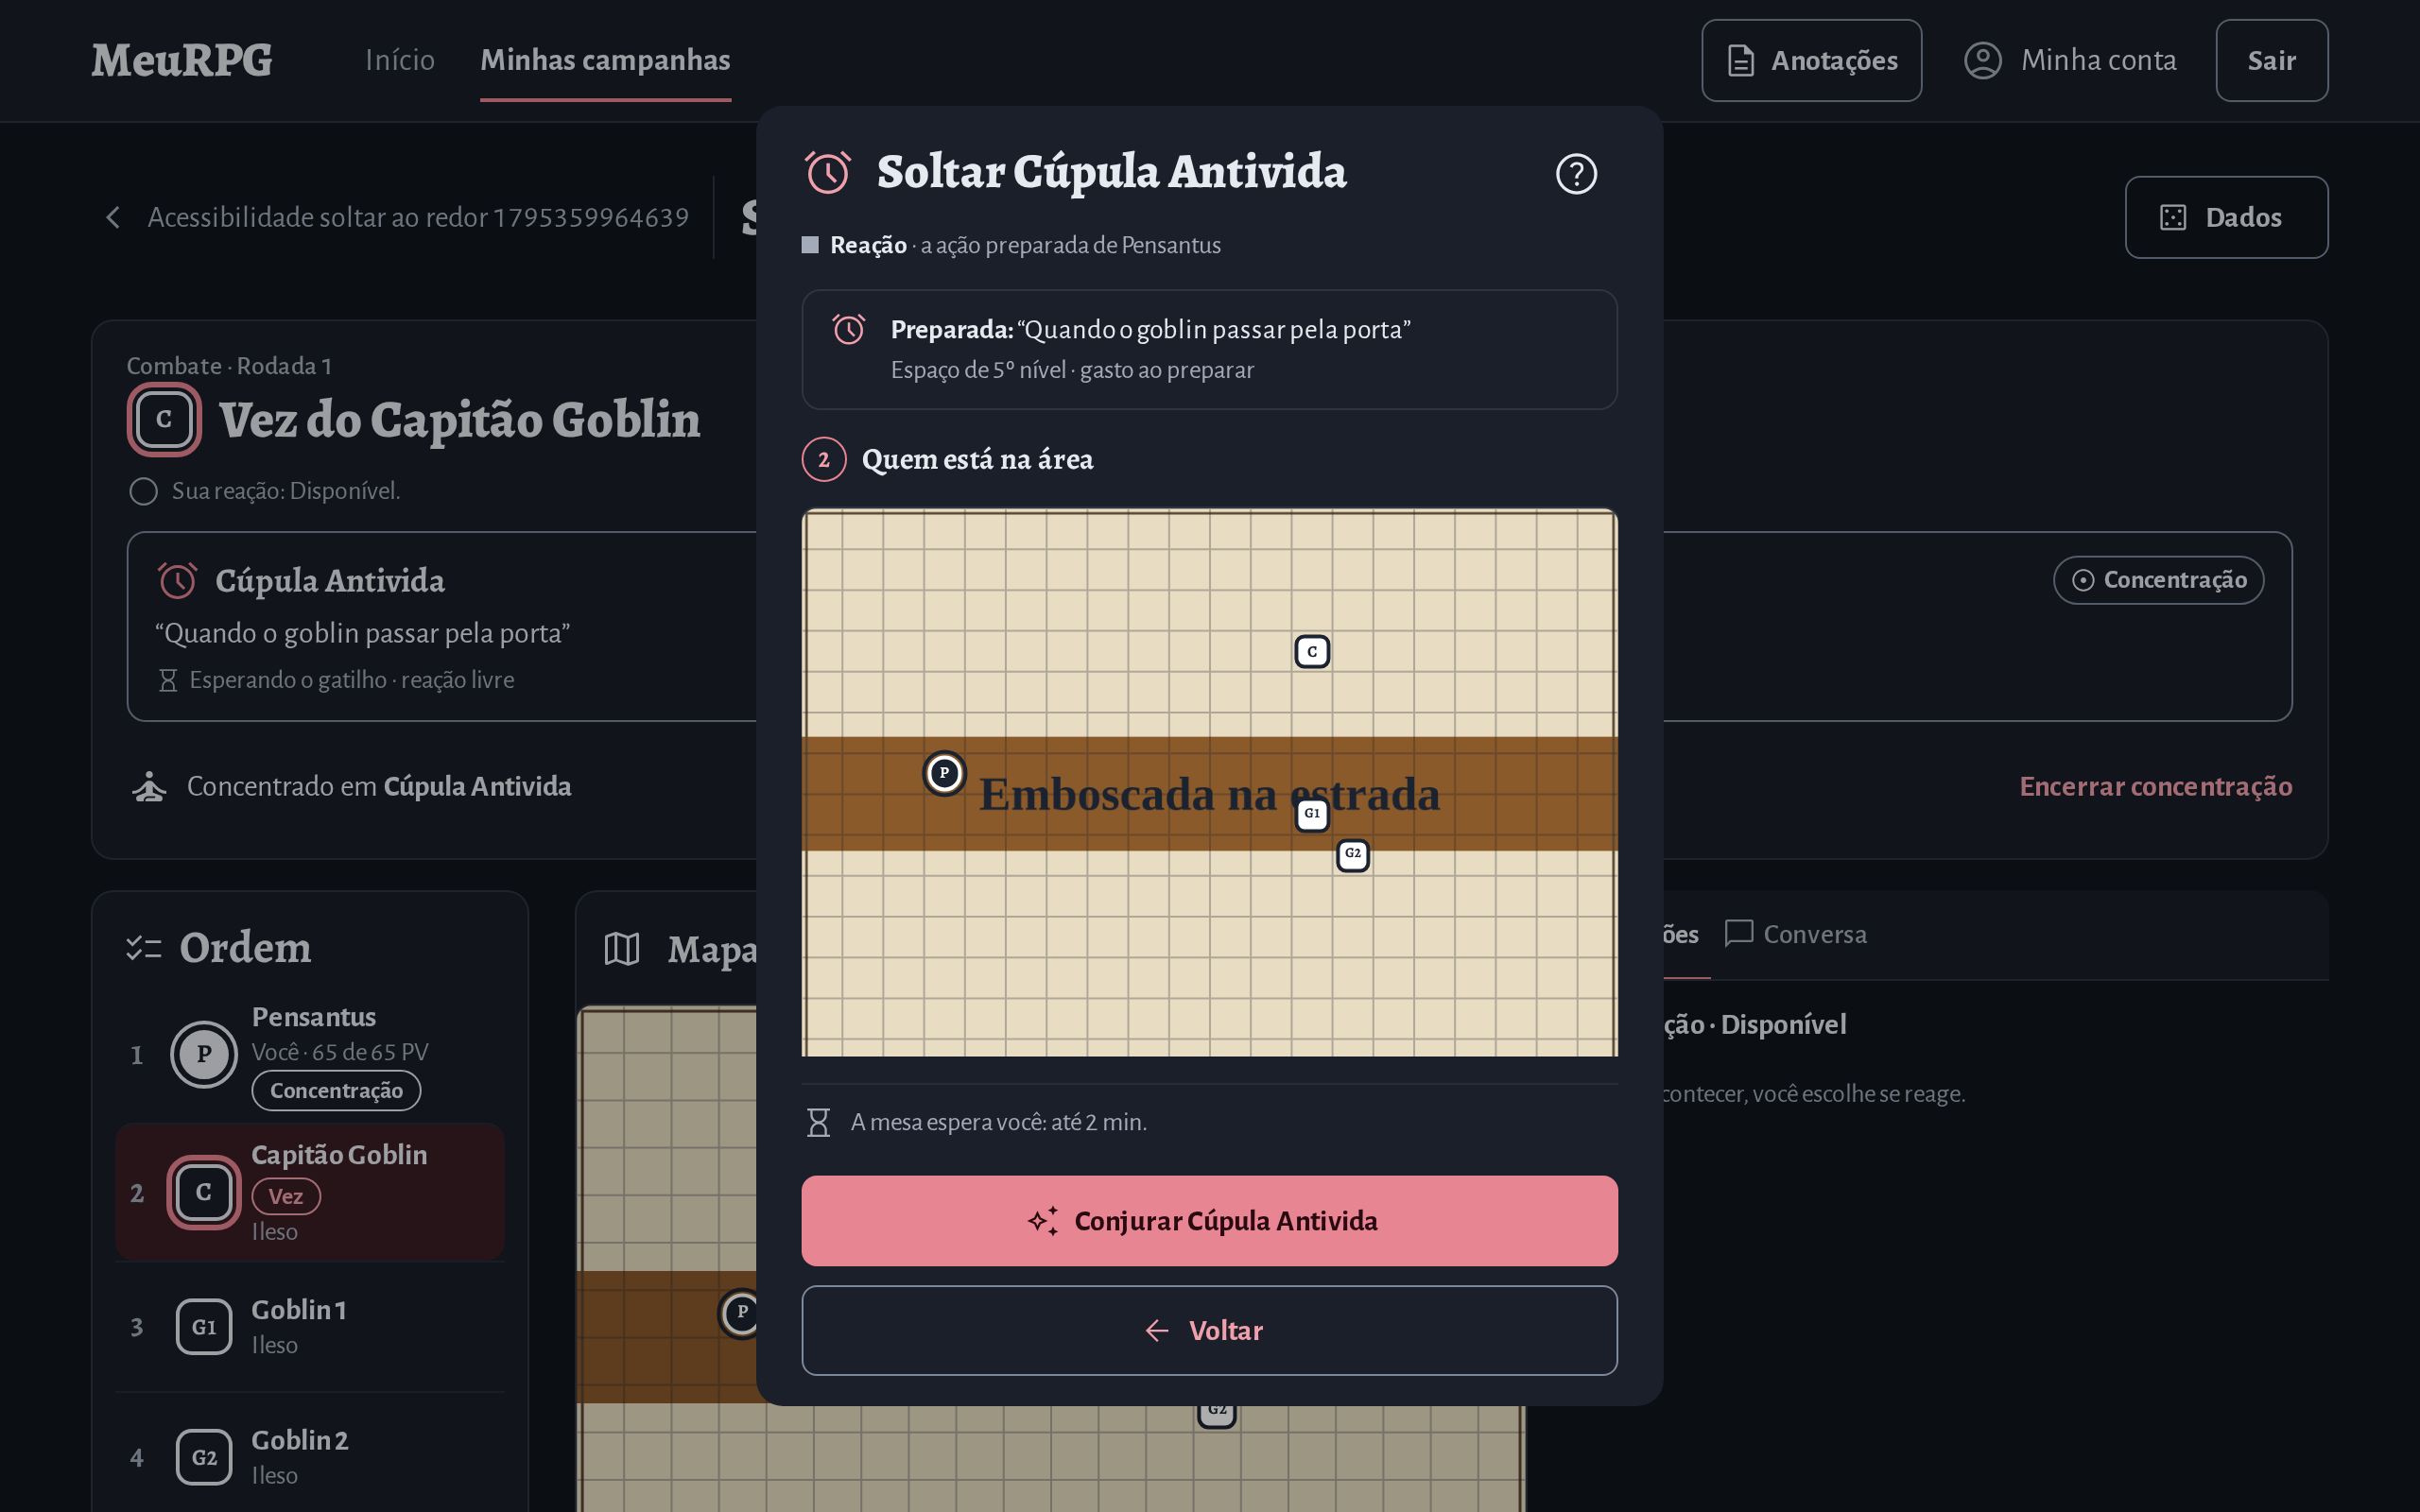 MeuRPG
Início
Minhas campanhas
Anotações
Minha conta
Sair
Acessibilidade soltar ao redor 1795359964639
Dados
Combate · Rodada 1
C
Vez do Capitão Goblin
Sua reação: Disponível.
Cúpula Antivida
Concentração
“Quando o goblin passar pela porta”
Esperando o gatilho · reação livre
Concentrado em Cúpula Antivida
Encerrar concentração
Soltar Cúpula Antivida
Reação · a ação preparada de Pensantus
Preparada: “Quando o goblin passar pela porta”
Espaço de 5º nível · gasto ao preparar
2
Quem está na área
C
P
Emboscada na estrada
G1
G2
A mesa espera você: até 2 min.
Conjurar Cúpula Antivida
Voltar
Ordem
1
P
Pensantus
Você · 65 de 65 PV
Concentração
2
C
Capitão Goblin
Vez
Ileso
3
G1
Goblin 1
Ileso
4
G2
Goblin 2
Ileso
Mapa
P
G2
Conversa
ção · Disponível
contecer, você escolhe se reage.